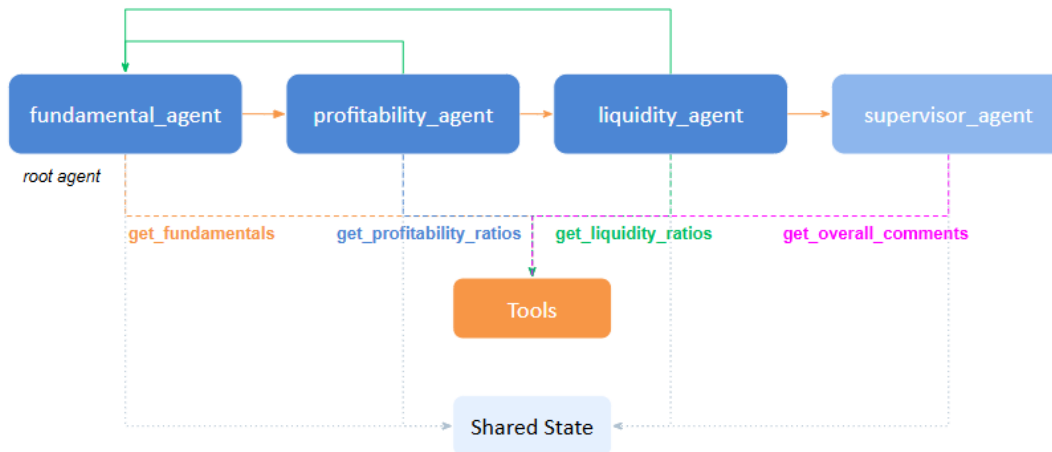 fundamental_agent
profitability_agent
liquidity_agent
supervisor_agent
root agent
get_fundamentals
get_profitability_ratios
get_liquidity_ratios
get_overall_comments
Tools
Shared State